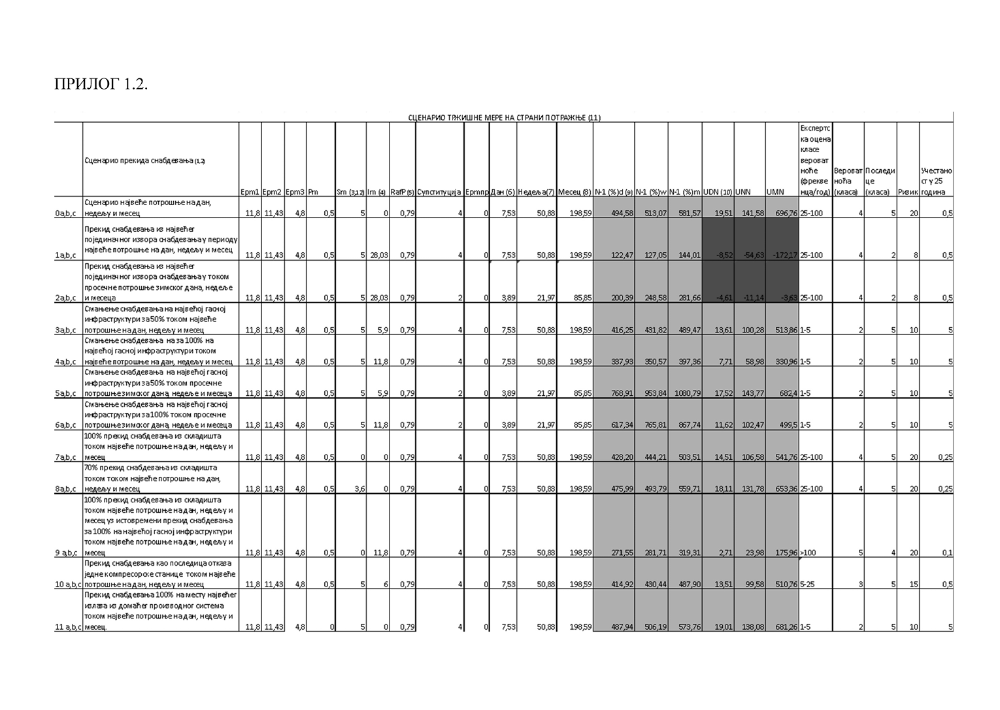 ПРИЛОГ 1.2.
СЦЕНАРИО ТРЖИШНЕ МЕРЕ НА СТРАНИ ПОТРАЖЊЕ (11)
Сценарио прекида снабдевања (1,2) Epm1 Epm2 Epm3 Pm Sm (3,12) Im (4) RafP (5) Супституција Ермпр Дан (6) Недеља(7) Месец (8) N-1 (%)d (9) N-1 (%)w N-1 (%)m UDN (10) UNN UMN Експертска оцена класе вероватноће (фреквенца/год) Вероватноћа (класа) Последице (класа) Ризик Учестаност у 25 година
0a,b,c Сценарио највеће потрошње на дан, недељу и месец 11,8 11,43 4,8 0,5 5 0 0,79 4 0 7,53 50,83 198,59 494,58 513,07 581,57 19,51 141,58 696,76 25-100 4 5 20 0,5
1a,b,c Прекид снабдевања из највећег појединачног извора снабдевања у периоду највеће потрошње на дан, недељу и месец 11,8 11,43 4,8 0,5 5 28,03 0,79 4 0 7,53 50,83 198,59 122,47 127,05 144,01 -8,52 -54,63 -172,17 25-100 4 2 8 0,5
2a,b,c Прекид снабдевања из највећег појединачног извора снабдевања у током просечне потрошње зимског дана, недеље и месеца 11,8 11,43 4,8 0,5 5 28,03 0,79 2 0 3,89 21,97 85,85 200,39 248,58 281,66 -4,61 -11,14 -3,63 25-100 4 2 8 0,5
3a,b,c Смањење снабдевања на највећој гасној инфраструктури за 50% током највеће потрошње на дан, недељу и месец 11,8 11,43 4,8 0,5 5 5,9 0,79 4 0 7,53 50,83 198,59 416,25 431,82 489,47 13,61 100,28 513,86 1-5 2 5 10 5
4a,b,c Смањење снабдевања на за 100% на највећој гасној инфраструктури током највеће потрошње на дан, недељу и месец 11,8 11,43 4,8 0,5 5 11,8 0,79 4 0 7,53 50,83 198,59 337,93 350,57 397,36 7,71 58,98 330,96 1-5 2 5 10 5
5a,b,c Смањење снабдевања на највећој гасној инфраструктури за 50% током просечне потрошње зимског дана, недеље и месеца 11,8 11,43 4,8 0,5 5 5,9 0,79 2 0 3,89 21,97 85,85 768,91 953,84 1080,79 17,52 143,77 682,4 1-5 2 5 10 5
6a,b,c Смањење снабдевања на највећој гасној инфраструктури за 100% током просечне потрошње зимског дана, недеље и месеца 11,8 11,43 4,8 0,5 5 11,8 0,79 2 0 3,89 21,97 85,85 617,34 765,81 867,74 11,62 102,47 499,5 1-5 2 5 10 5
7a,b,c 100% прекид снабдевања из складишта током највеће потрошње на дан, недељу и месец 11,8 11,43 4,8 0,5 0 0 0,79 4 0 7,53 50,83 198,59 428,20 444,21 503,51 14,51 106,58 541,76 25-100 4 5 20 0,25
8a,b,c 70% прекид снабдевања из складишта током током највеће потрошње на дан, недељу и месец 11,8 11,43 4,8 0,5 3,6 0 0,79 4 0 7,53 50,83 198,59 475,99 493,79 559,71 18,11 131,78 653,36 25-100 4 5 20 0,25
9 a,b,c 100% прекид снабдевања из складишта током највеће потрошње на дан, недељу и месец уз истовремени прекид снабдевања за 100% на највећој гасној инфраструктури током највеће потрошње на дан, недељу и месец 11,8 11,43 4,8 0,5 0 11,8 0,79 4 0 7,53 50,83 198,59 271,55 281,71 319,31 2,71 23,98 175,96 >100 5 4 20 0,1
10 a,b,c Прекид снабдевања као последица отказа једне компресорске станице током највеће потрошње на дан, недељу и месец 11,8 11,43 4,8 0,5 5 6 0,79 4 0 7,53 50,83 198,59 414,92 430,44 487,90 13,51 99,58 510,76 5-25 3 5 15 0,5
11 a,b,c Прекид снабдевања 100% на месту највећег излаза из домаћег производног система током највеће потрошње на дан, недељу и месец. 11,8 11,43 4,8 0 5 0 0,79 4 0 7,53 50,83 198,59 487,94 506,19 573,76 19,01 138,08 681,26 1-5 2 5 10 5